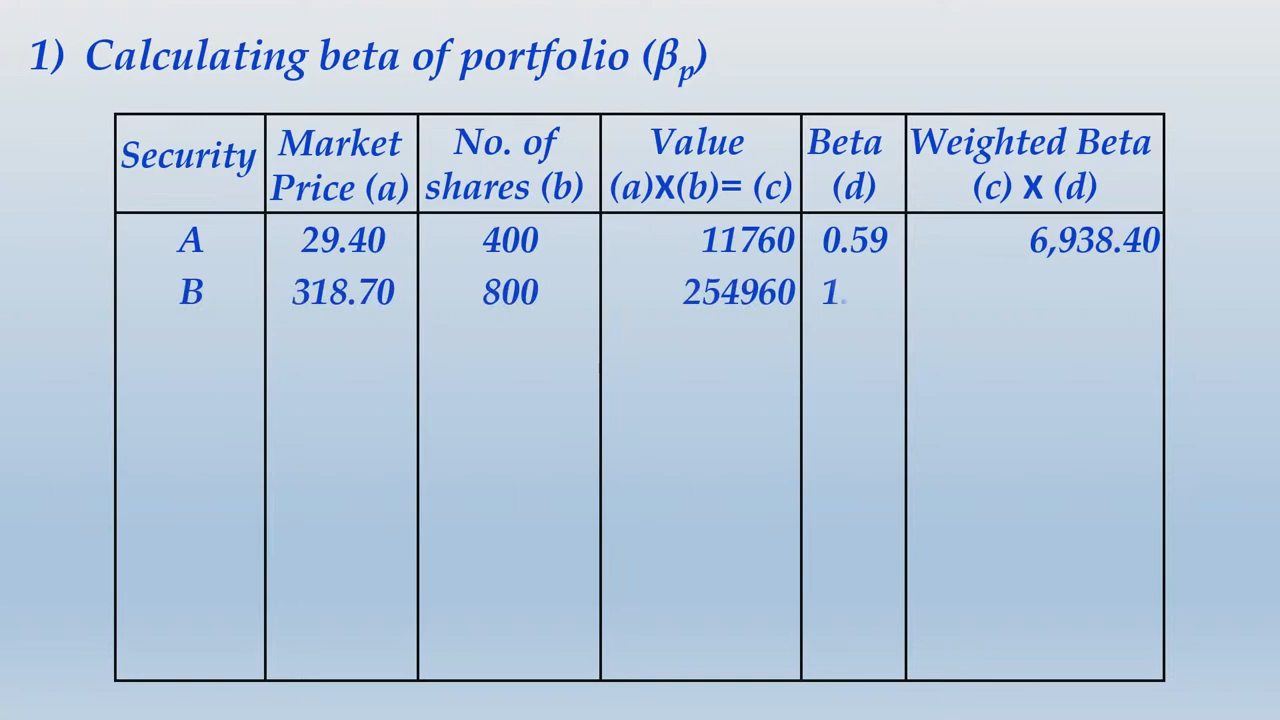 1) Calculating beta of portfolio (βp)
Security Market Price (a) No. of shares (b) Value (a)X(b)= (c) Beta (d) Weighted Beta (c) X (d)
A 29.40 400 11760 0.59 6,938.40
B 318.70 800 254960 1.